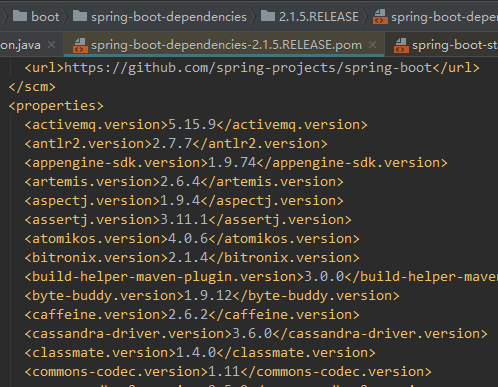 boot spring-boot-dependencies 2.1.5.RELEASE spring-boot-depe
on.java spring-boot-dependencies-2.1.5.RELEASE.pom spring-boot-st
<url>https://github.com/spring-projects/spring-boot</url>
</scm>
<properties>
<activemq.version>5.15.9</activemq.version>
<antlr2.version>2.7.7</antlr2.version>
<appengine-sdk.version>1.9.74</appengine-sdk.version>
<artemis.version>2.6.4</artemis.version>
<aspectj.version>1.9.4</aspectj.version>
<assertj.version>3.11.1</assertj.version>
<atomikos.version>4.0.6</atomikos.version>
<bitronix.version>2.1.4</bitronix.version>
<build-helper-maven-plugin.version>3.0.0</build-helper-maven
<byte-buddy.version>1.9.12</byte-buddy.version>
<caffeine.version>2.6.2</caffeine.version>
<cassandra-driver.version>3.6.0</cassandra-driver.version>
<classmate.version>1.4.0</classmate.version>
<commons-codec.version>1.11</commons-codec.version>